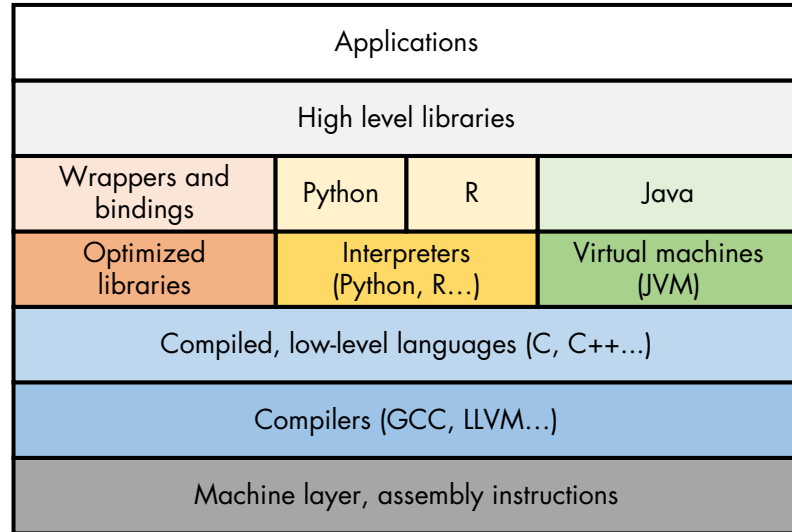 Applications
High level libraries
Wrappers and
bindings
Python
R
Java
Optimized
libraries
Interpreters
(Python, R…)
Virtual machines
(JVM)
Compiled, low-level languages (C, C++...)
Compilers (GCC, LLVM…)
Machine layer, assembly instructions